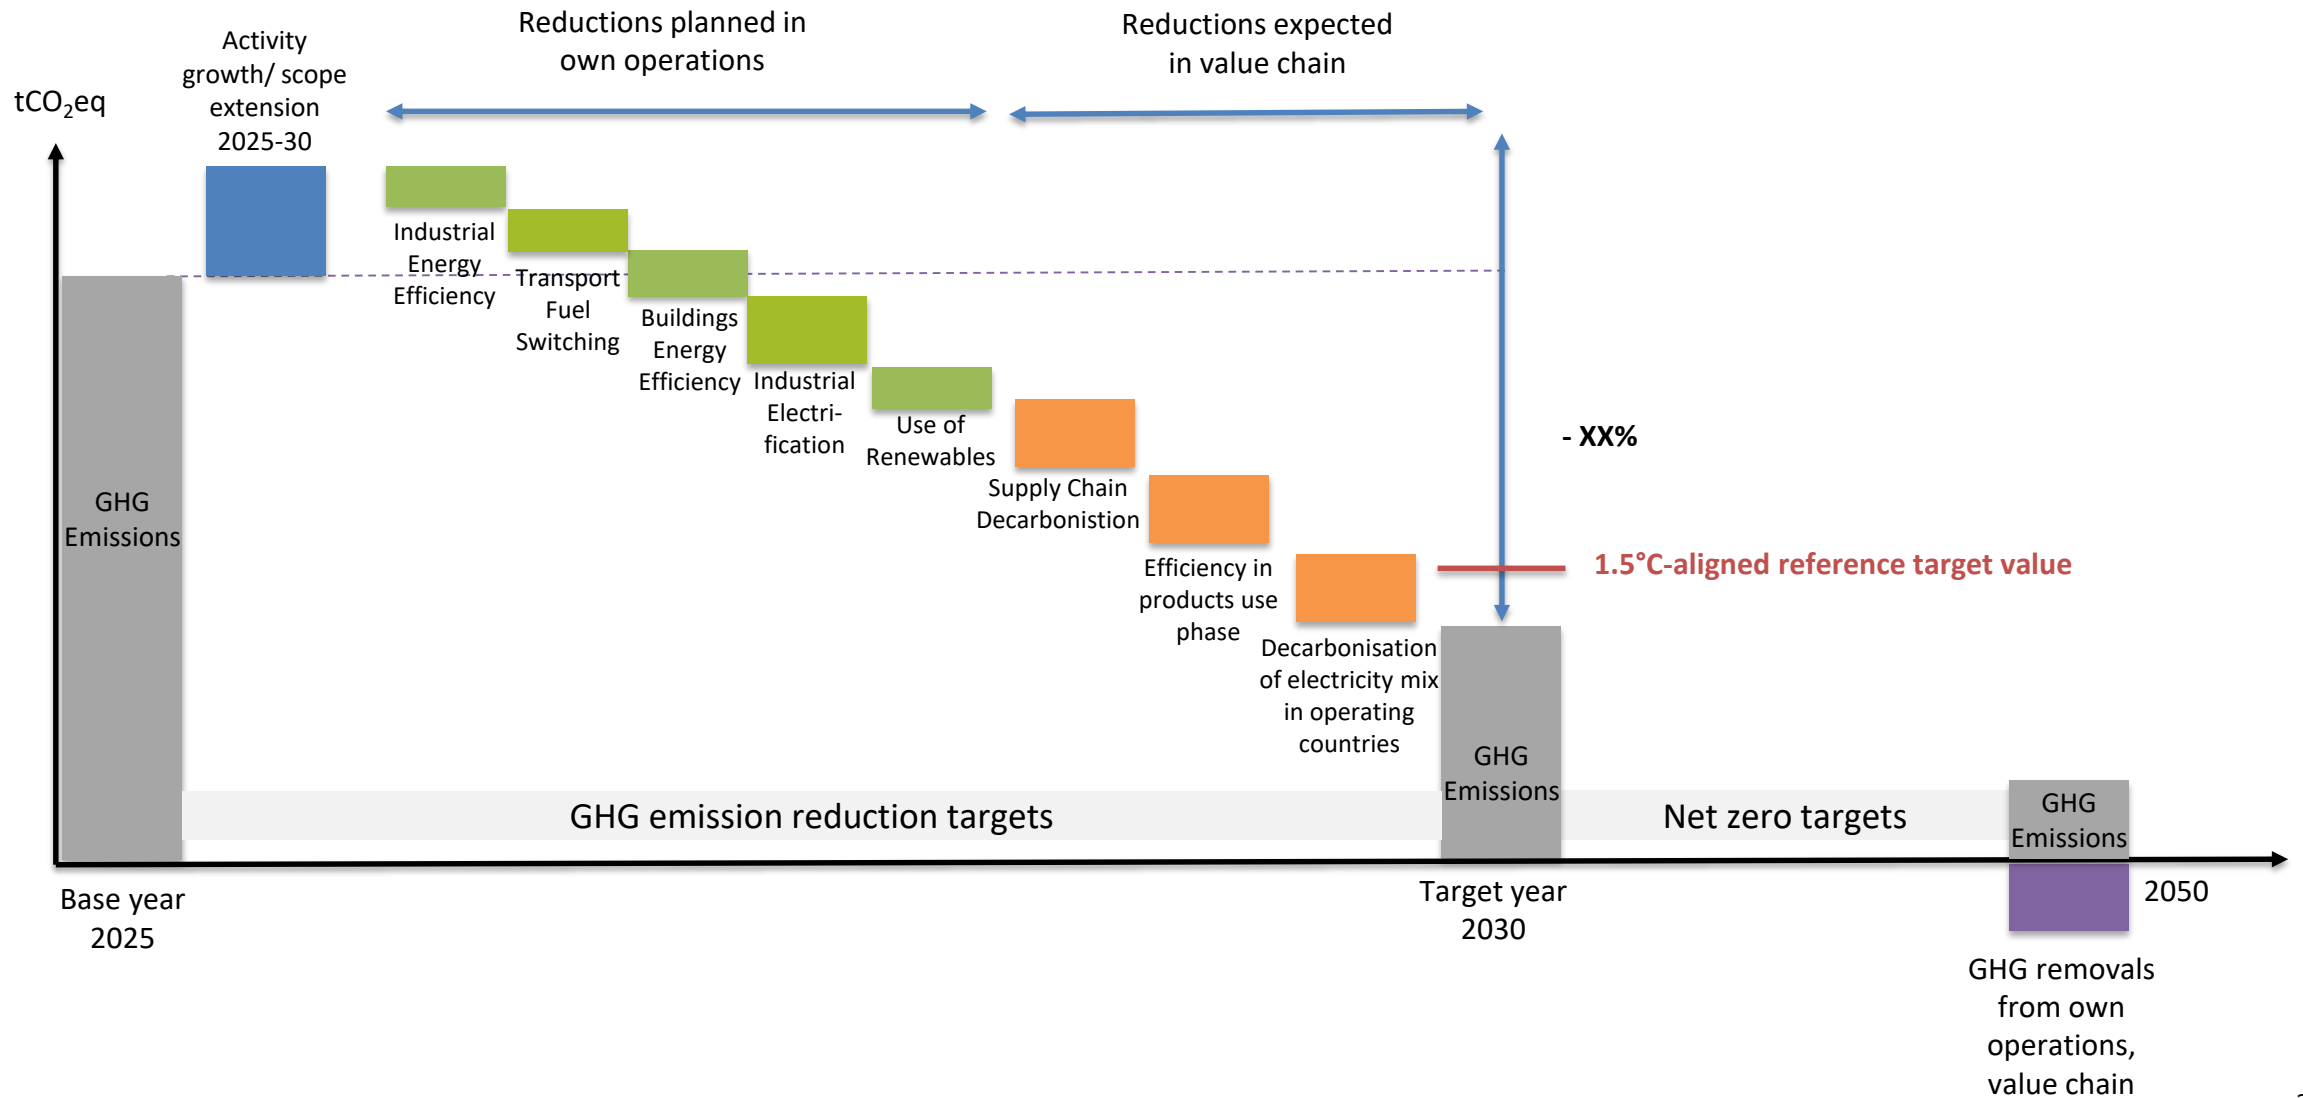 Reductions planned in
own operations
Reductions expected
in value chain
Activity
growth/ scope
extension
2025-30
tCO₂eq
Industrial
Energy
Efficiency
Transport
Fuel
Switching
Buildings
Energy
Efficiency
Industrial
Electri-
fication
Use of
Renewables
Supply Chain
Decarbonistion
Efficiency in
products use
phase
Decarbonisation
of electricity mix
in operating
countries
- XX%
1.5°C-aligned reference target value
GHG
Emissions
GHG
Emissions
GHG
Emissions
GHG emission reduction targets
Net zero targets
Base year
2025
Target year
2030
2050
GHG removals
from own
operations,
value chain